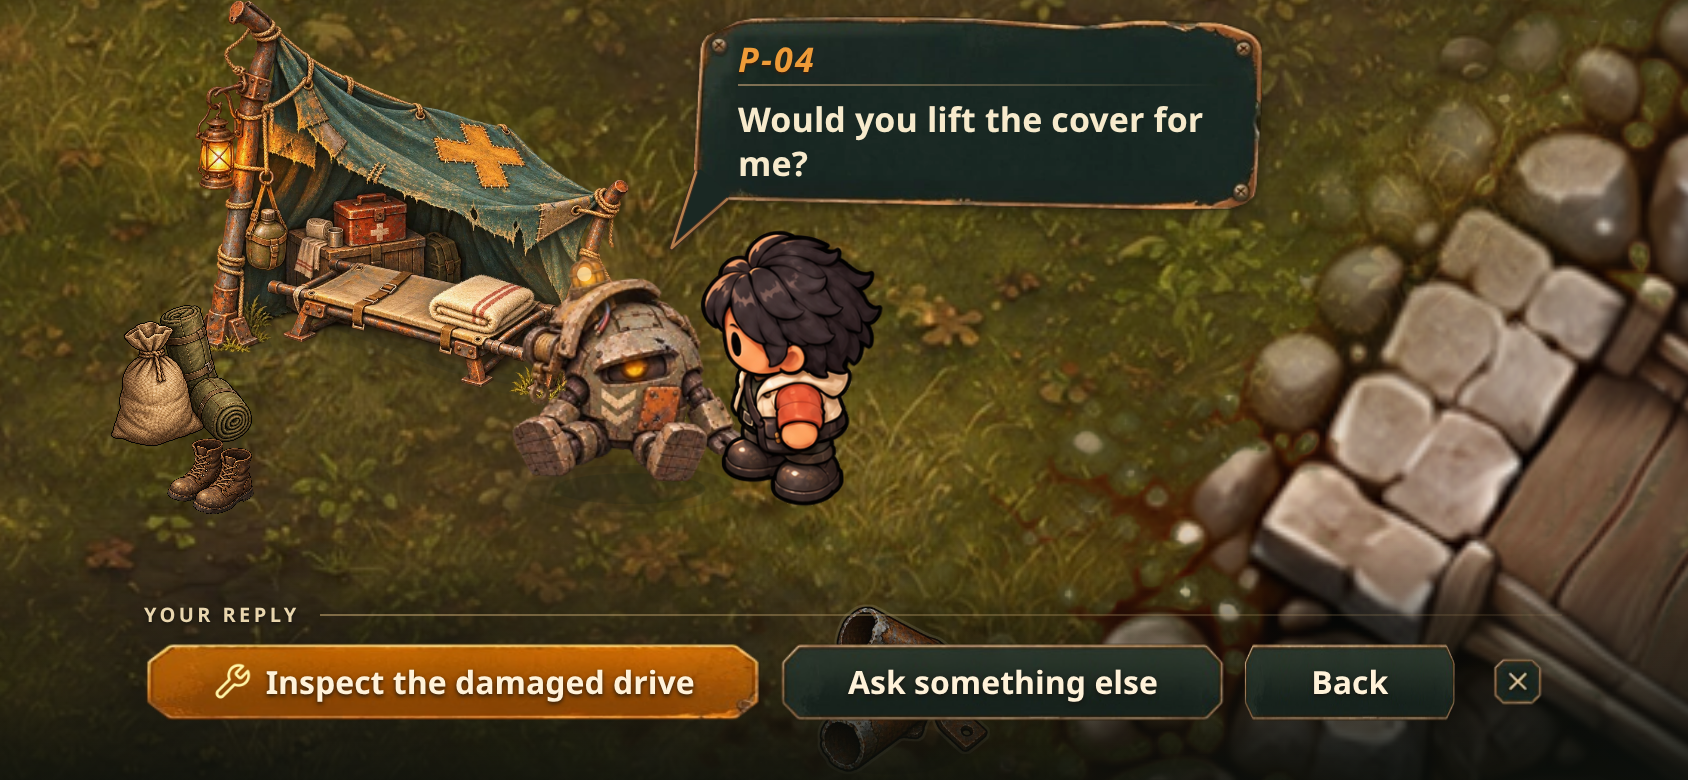 P-04
Would you lift the cover for
me?
YOUR REPLY
Inspect the damaged drive
Ask something else
Back